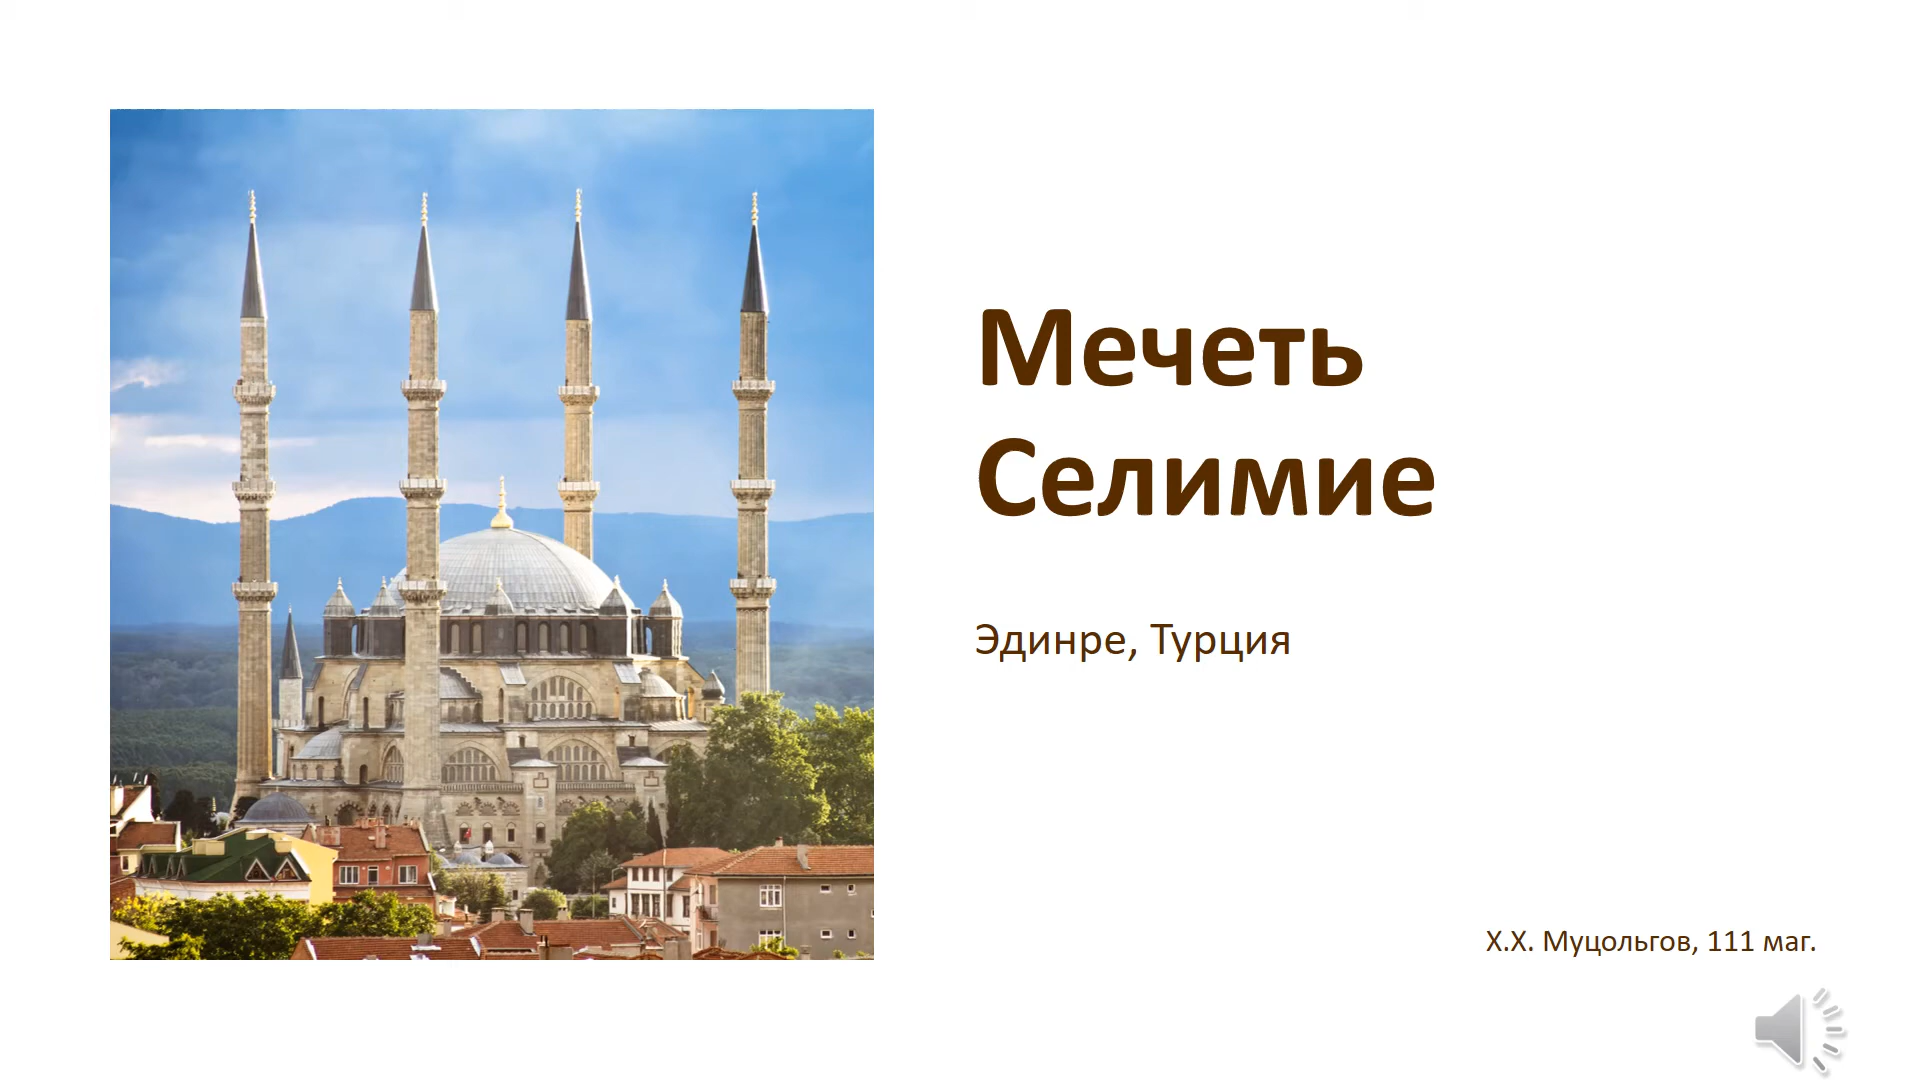 Мечеть
Селимие
Эдинре, Турция
Х.Х. Муцольгов, 111 маг.